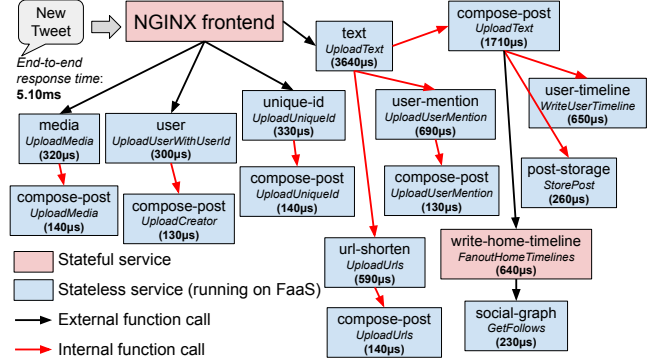 New
Tweet
NGINX frontend
End-to-end
response time:
5.10ms
text
UploadText
(3640µs)
compose-post
UploadText
(1710µs)
media
UploadMedia
(320µs)
user
UploadUserWithUserId
(300µs)
unique-id
UploadUniqueId
(330µs)
user-mention
UploadUserMention
(690µs)
user-timeline
WriteUserTimeline
(650µs)
compose-post
UploadMedia
(140µs)
compose-post
UploadCreator
(130µs)
compose-post
UploadUniqueId
(140µs)
compose-post
UploadUserMention
(130µs)
post-storage
StorePost
(260µs)
url-shorten
UploadUrls
(590µs)
write-home-timeline
FanoutHomeTimelines
(640µs)
compose-post
UploadUrls
(140µs)
social-graph
GetFollows
(230µs)
Stateful service
Stateless service (running on FaaS)
External function call
Internal function call